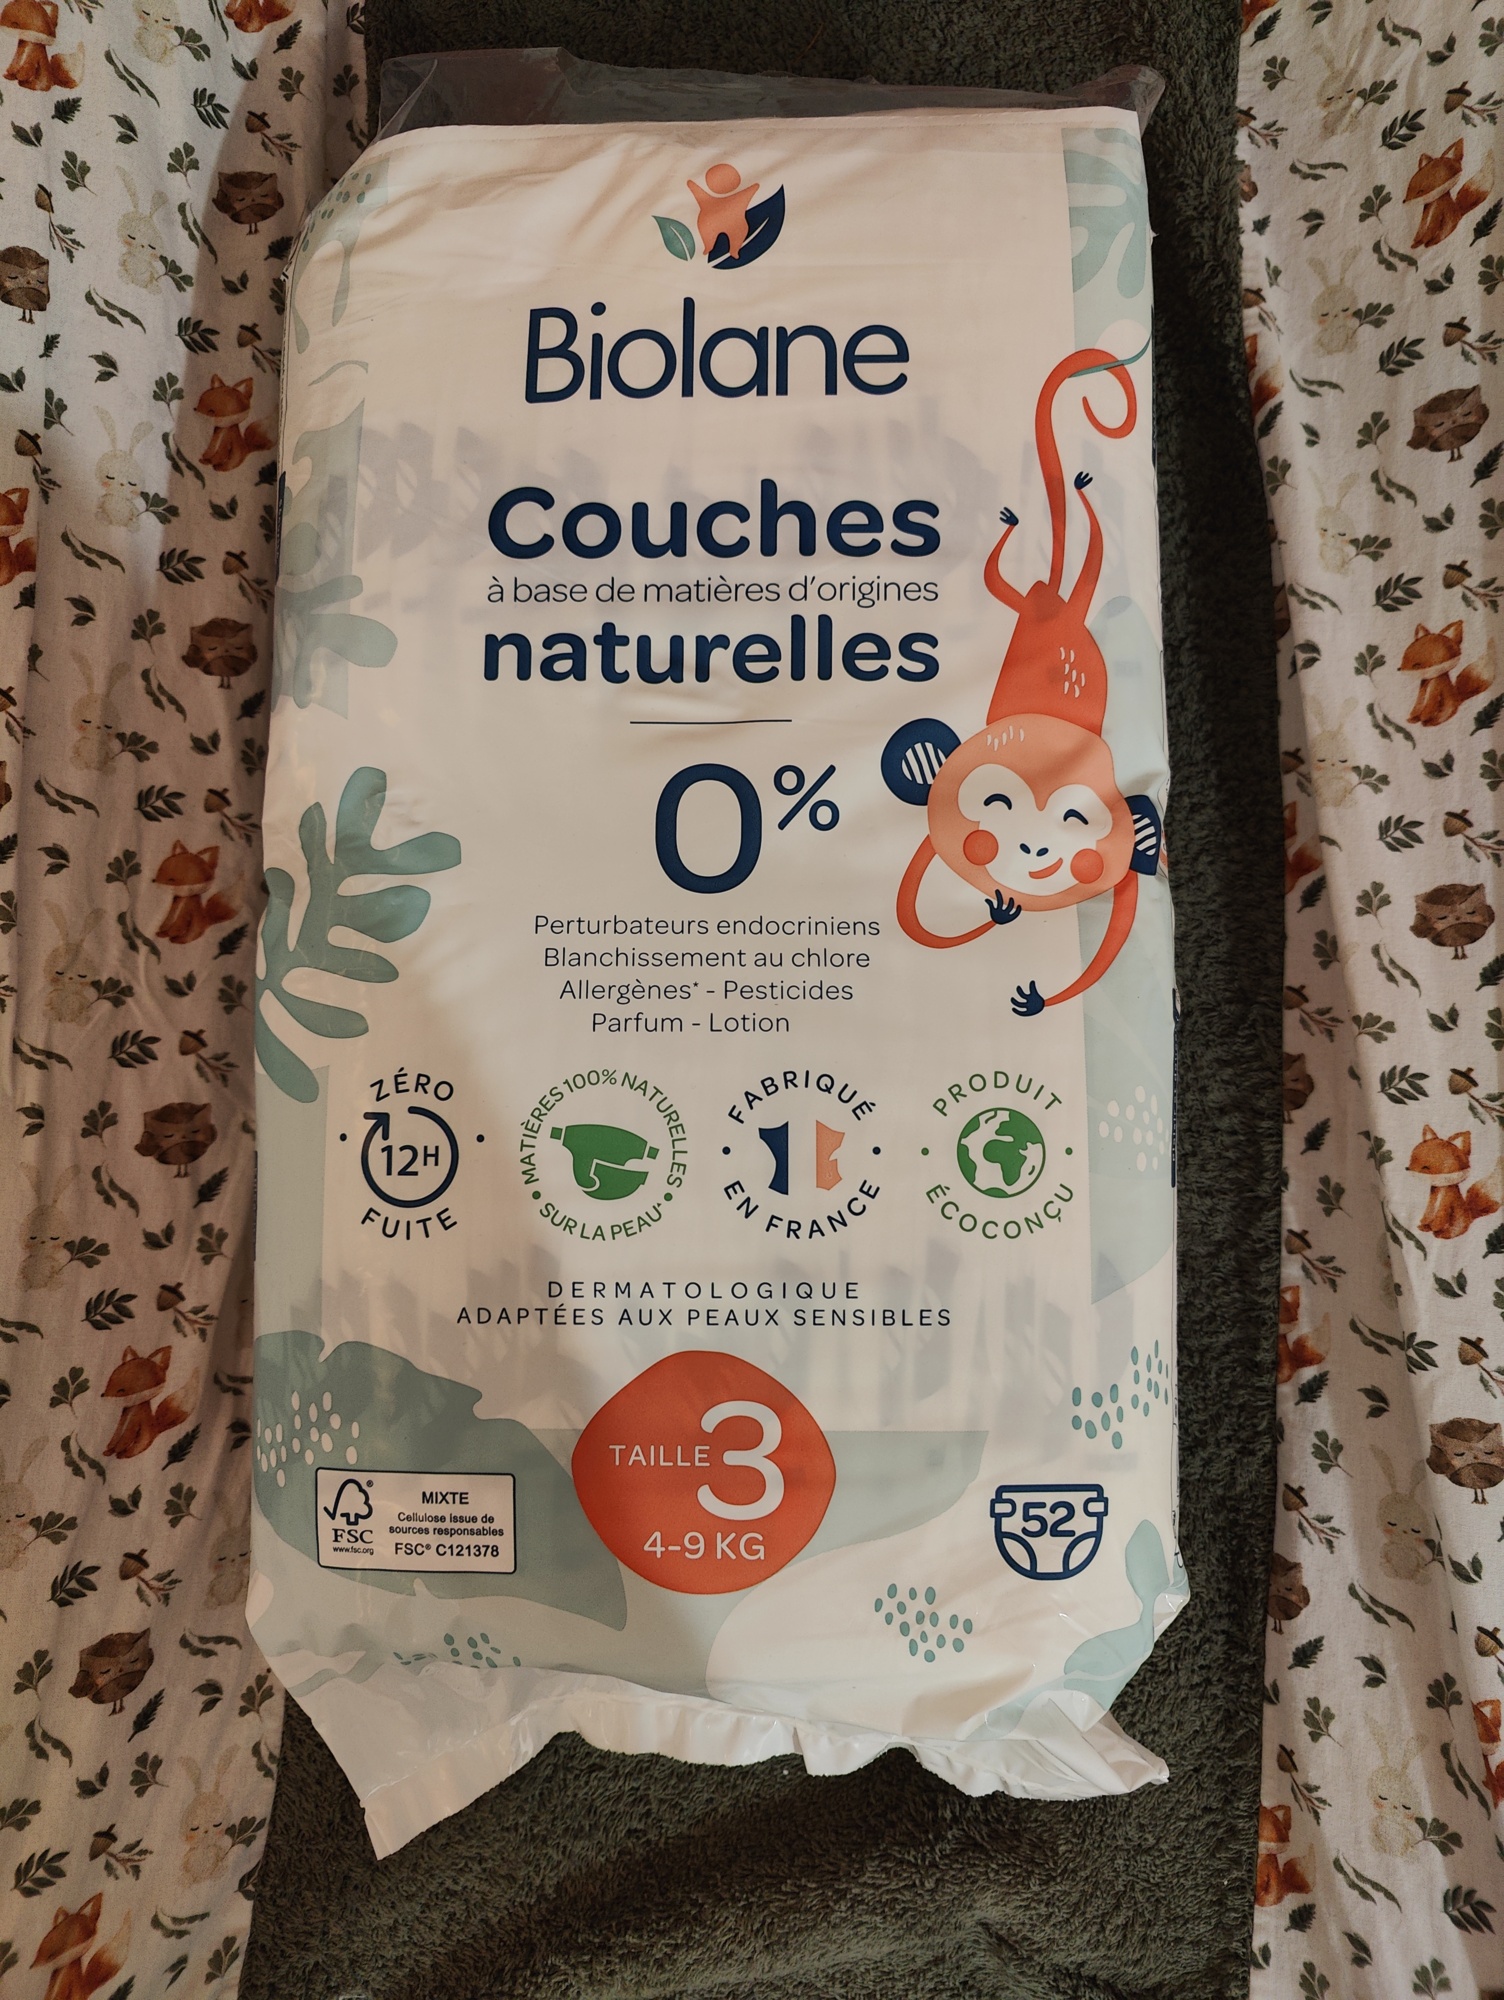 Biolane
Couches
à base de matières d'origines
naturelles
0%
Perturbateurs endocriniens
Blanchissement au chlore
Allergènes* - Pesticides
Parfum - Lotion
ZÉRO
12H
FUITE
MATIÈRES 100% NATURELLES
SUR LA PEAU*
FABRIQUÉ
EN FRANCE
PRODUIT
ÉCOCONÇU
DERMATOLOGIQUE
ADAPTÉES AUX PEAUX SENSIBLES
TAILLE 3
4-9 KG
FSC
www.fsc.org
MIXTE
Cellulose issue de
sources responsables
FSC® C121378
52